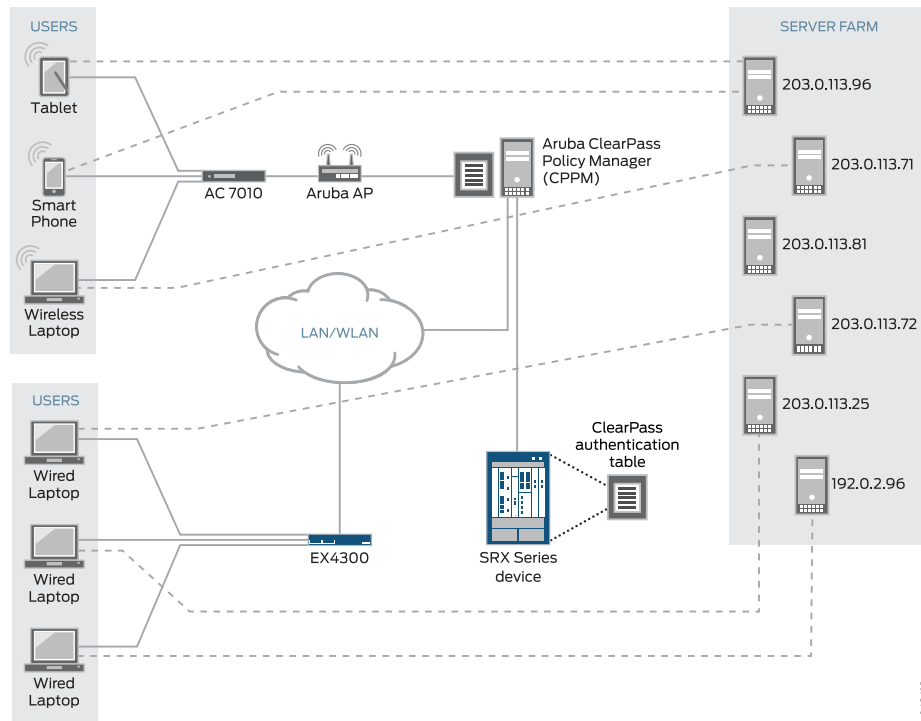 USERS
Tablet
Smart
Phone
Wireless
Laptop
AC 7010
Aruba AP
Aruba ClearPass
Policy Manager
(CPPM)
LAN/WLAN
USERS
Wired
Laptop
Wired
Laptop
Wired
Laptop
EX4300
SRX Series
device
ClearPass
authentication
table
SERVER FARM
203.0.113.96
203.0.113.71
203.0.113.81
203.0.113.72
203.0.113.25
192.0.2.96